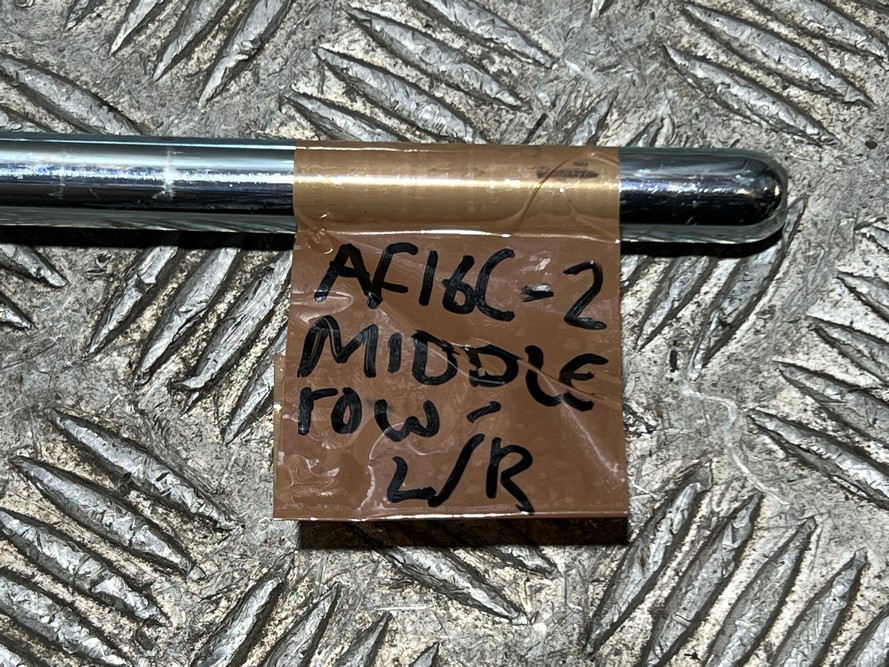 AF16C-2
MIDDLE
row -
L/R